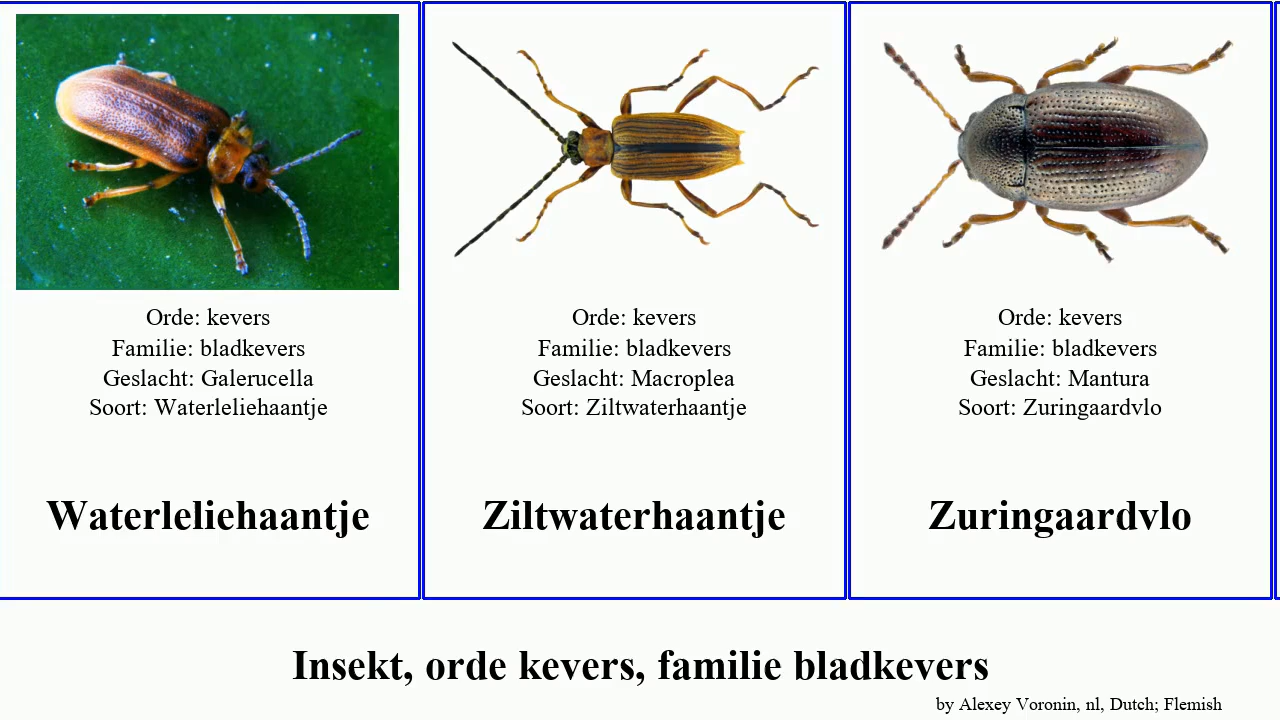 Orde: kevers
Familie: bladkevers
Geslacht: Galerucella
Soort: Waterleliehaantje
Waterleliehaantje
Orde: kevers
Familie: bladkevers
Geslacht: Macroplea
Soort: Ziltwaterhaantje
Ziltwaterhaantje
Orde: kevers
Familie: bladkevers
Geslacht: Mantura
Soort: Zuringaardvlo
Zuringaardvlo
Insekt, orde kevers, familie bladkevers
by Alexey Voronin, nl, Dutch; Flemish